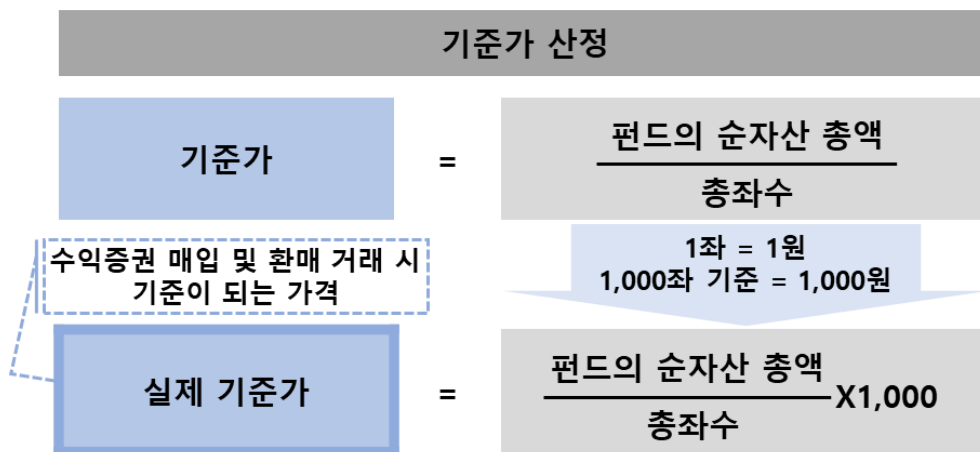 기준가 산정
기준가
=
펀드의 순자산 총액
총좌수
수익증권 매입 및 환매 거래 시
기준이 되는 가격
1좌 = 1원
1,000좌 기준 = 1,000원
실제 기준가
=
펀드의 순자산 총액
총좌수
X1,000